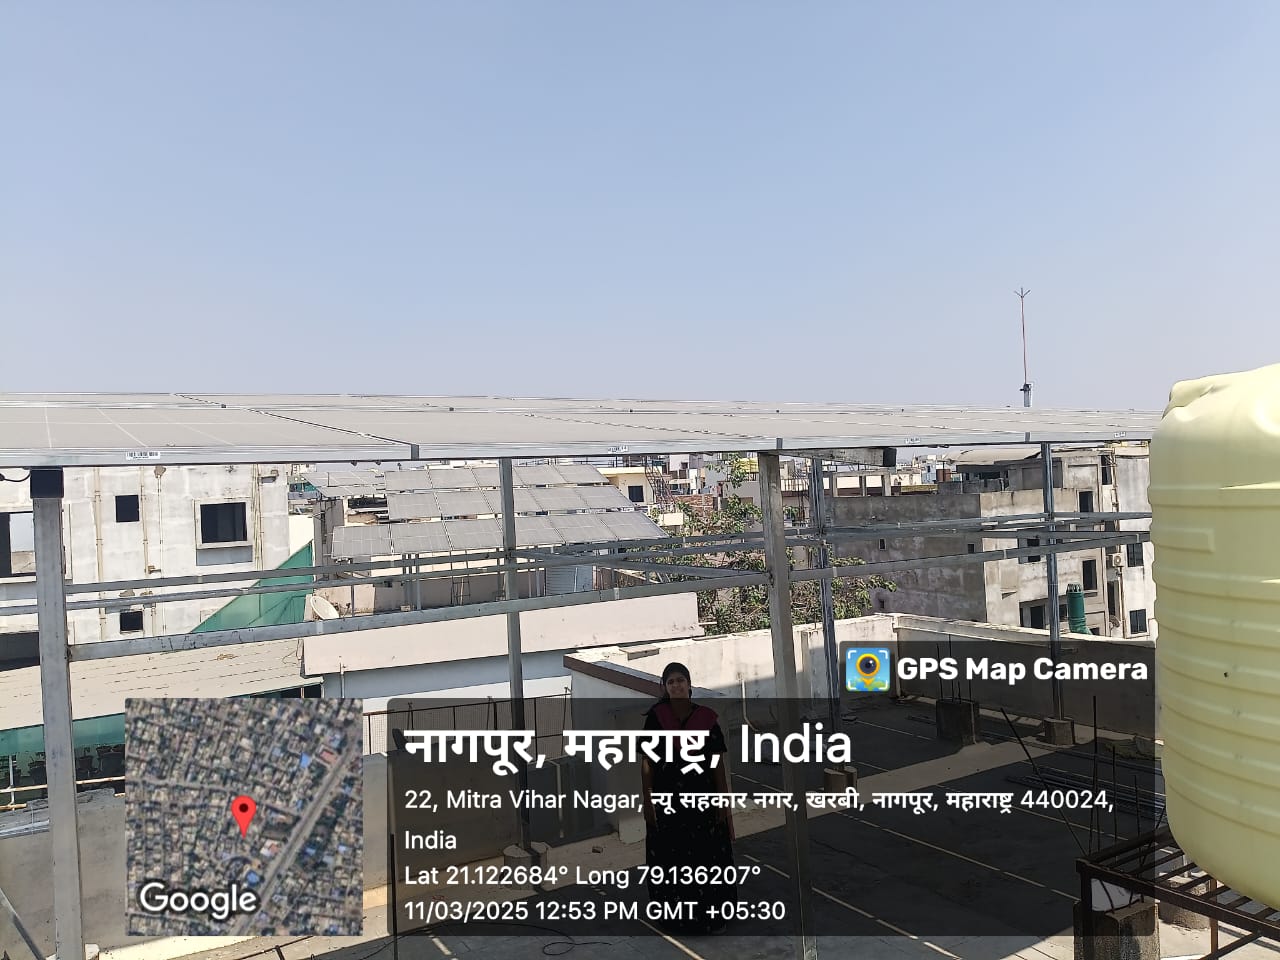 GPS Map Camera
नागपूर, महाराष्ट्र, India
22, Mitra Vihar Nagar, न्यू सहकार नगर, खरबी, नागपूर, महाराष्ट्र 440024,
India
Lat 21.122684° Long 79.136207°
11/03/2025 12:53 PM GMT +05:30
Google